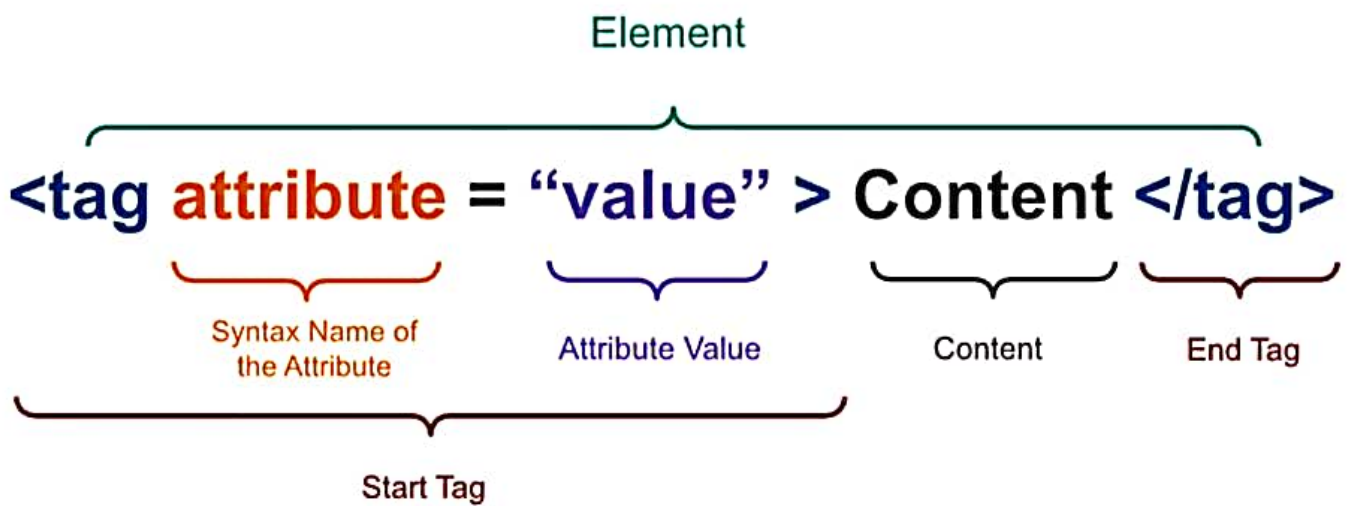 Element
<tag attribute = “value” > Content </tag>
Syntax Name of
the Attribute
Attribute Value
Content
End Tag
Start Tag